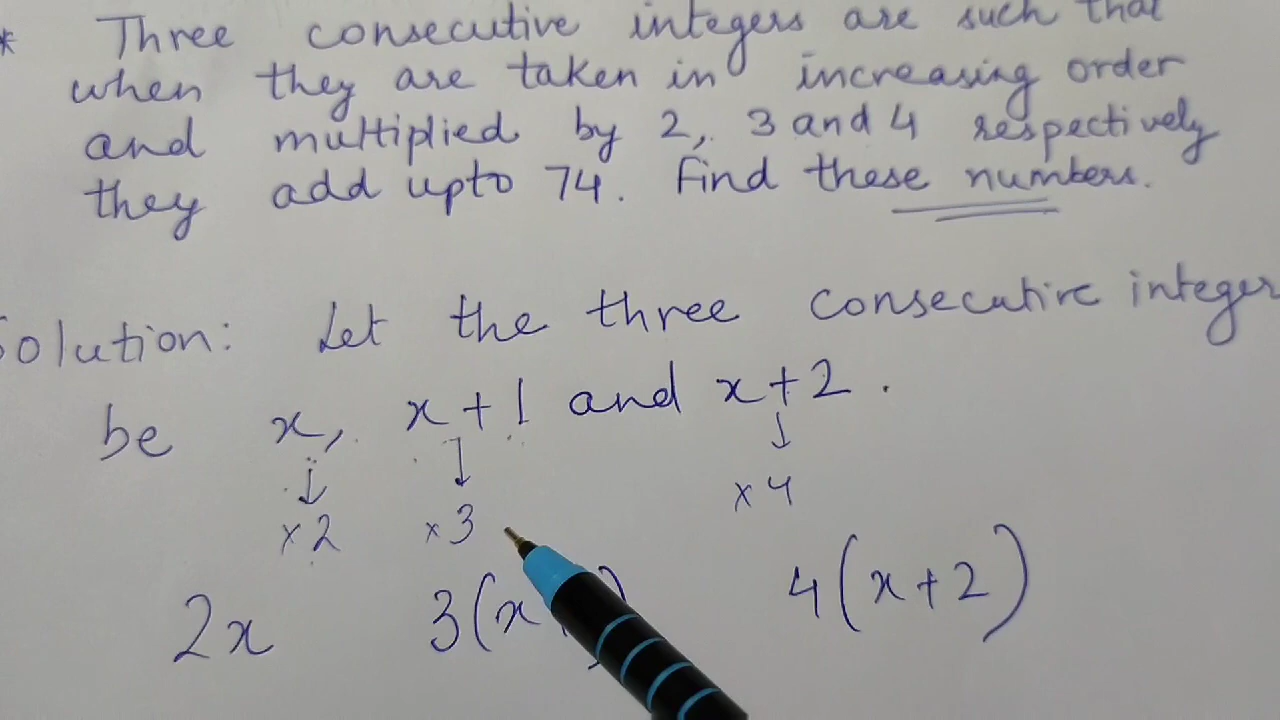 * Three consecutive integers are such that
when they are taken in increasing order
and multiplied by 2, 3 and 4 respectively
they add upto 74. Find these numbers.
Solution: Let the three consecutive integer
be x, x+1 and x+2.
↓ ↓ ↓
×2 ×3 ×4
2x 3(x ) 4(x+2)